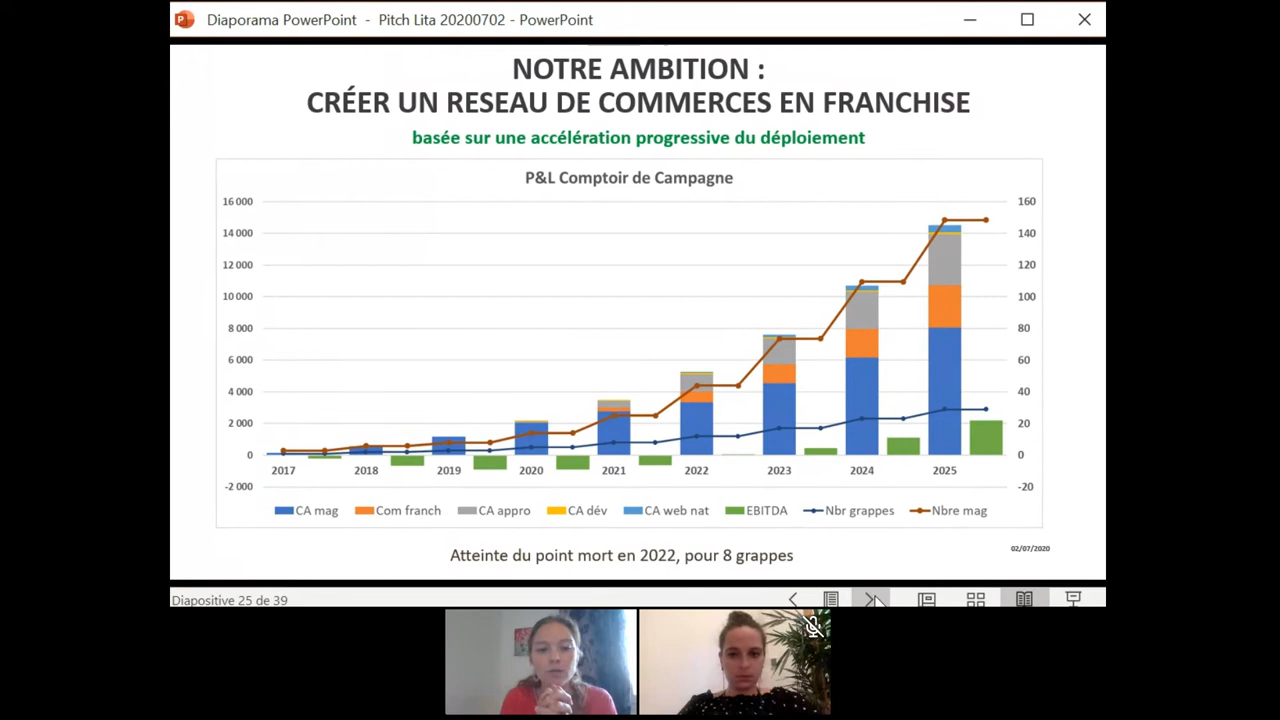 Diaporama PowerPoint - Pitch Lita 20200702 - PowerPoint
NOTRE AMBITION :
CRÉER UN RESEAU DE COMMERCES EN FRANCHISE
basée sur une accélération progressive du déploiement
P&L Comptoir de Campagne
16 000 160
14 000 140
12 000 120
10 000 100
8 000 80
6 000 60
4 000 40
2 000 20
0 0
2017 2018 2019 2020 2021 2022 2023 2024 2025
-2 000 -20
CA mag Com franch CA appro CA dév CA web nat EBITDA Nbr grappes Nbre mag
Atteinte du point mort en 2022, pour 8 grappes
02/07/2020
Diapositive 25 de 39